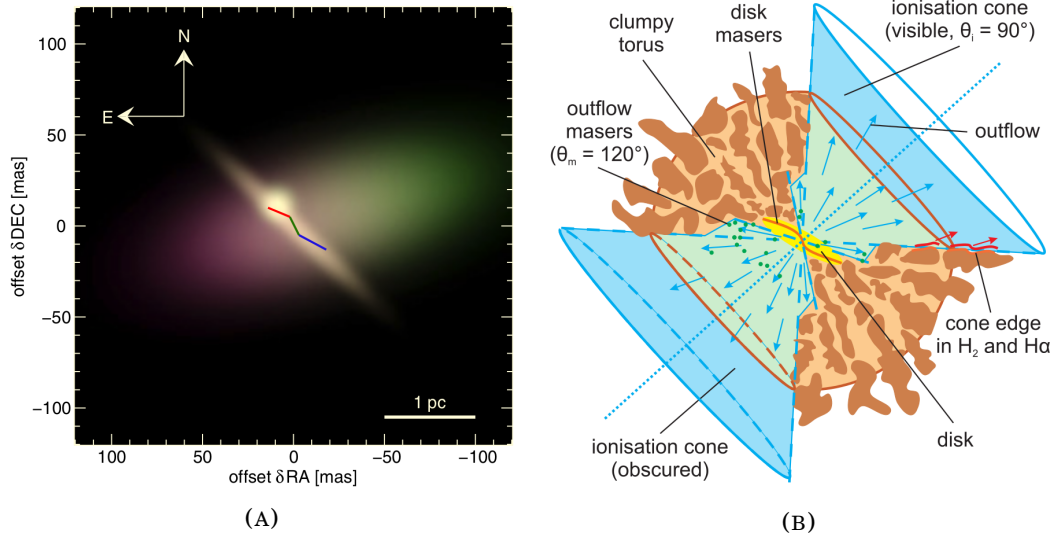 100
50
0
−50
−100
offset δDEC [mas]
N
E
1 pc
100
50
0
−50
−100
offset δRA [mas]
(A)
clumpy
torus
disk
masers
ionisation cone
(visible, θi = 90°)
outflow
masers
(θm = 120°)
outflow
cone edge
in H2 and Hα
disk
ionisation cone
(obscured)
(B)